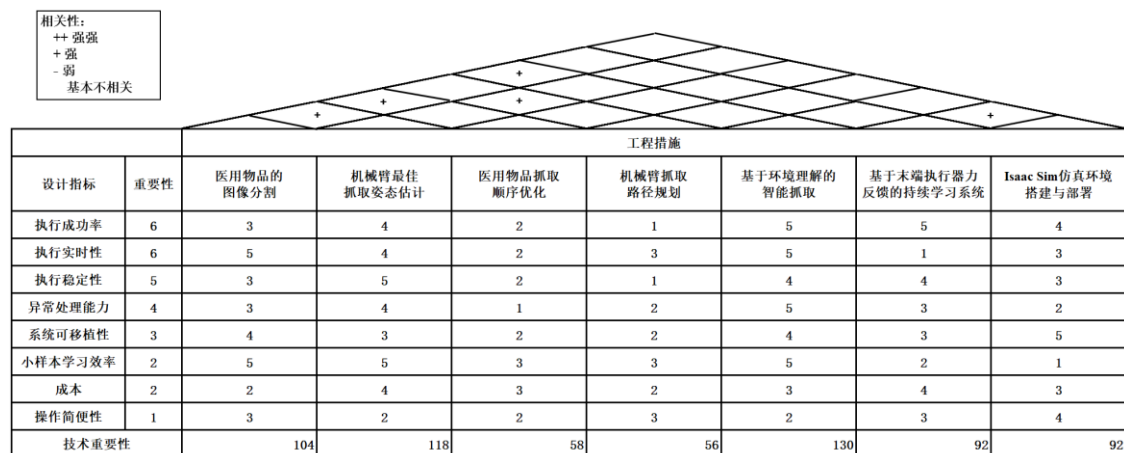 相关性：
++ 强强
+ 强
- 弱
基本不相关
+
+
+
+ +
工程措施
设计指标 重要性 医用物品的 机械臂最佳 医用物品抓取 机械臂抓取 基于环境理解的 基于末端执行器力 Isaac Sim仿真环境
图像分割 抓取姿态估计 顺序优化 路径规划 智能抓取 反馈的持续学习系统 搭建与部署
执行成功率 6 3 4 2 1 5 5 4
执行实时性 6 5 4 2 3 5 1 3
执行稳定性 5 3 5 2 1 4 4 3
异常处理能力 4 3 4 1 2 5 3 2
系统可移植性 3 4 3 2 2 4 3 5
小样本学习效率 2 5 5 3 3 5 2 1
成本 2 2 4 3 2 3 4 3
操作简便性 1 3 2 2 3 2 3 4
技术重要性 104 118 58 56 130 92 92